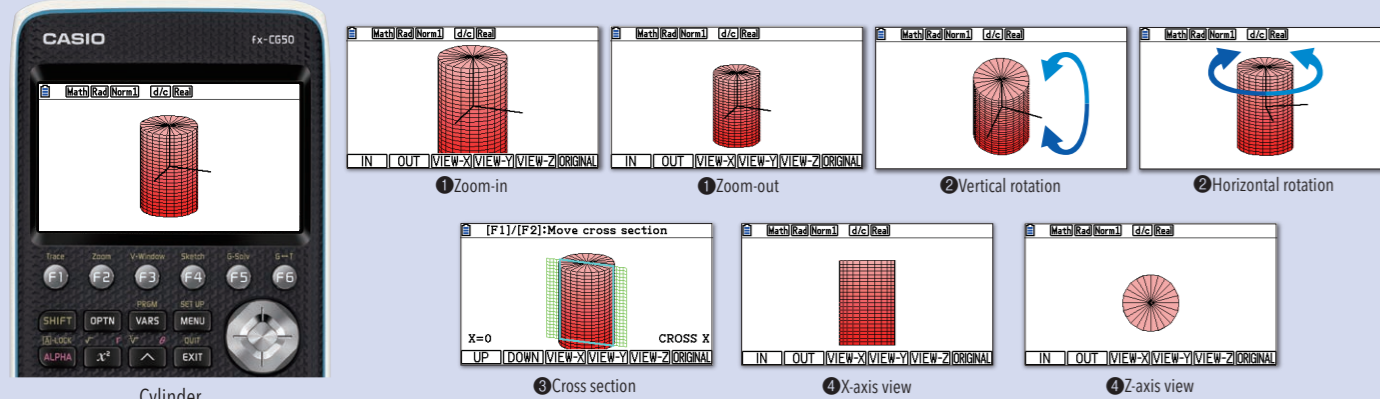 CASIO
fx-CG50
Math Rad Norm1 d/c Real
Trace Zoom V-Window Sketch G-Solv G↔T
F1 F2 F3 F4 F5 F6
PRGM SET UP
SHIFT OPTN VARS MENU
A-LOCK QUIT
ALPHA x² ^ EXIT
Cylinder
Math Rad Norm1 d/c Real
IN OUT VIEW-X VIEW-Y VIEW-Z ORIGINAL
❶Zoom-in
Math Rad Norm1 d/c Real
IN OUT VIEW-X VIEW-Y VIEW-Z ORIGINAL
❶Zoom-out
Math Rad Norm1 d/c Real
❷Vertical rotation
Math Rad Norm1 d/c Real
❷Horizontal rotation
[F1]/[F2]:Move cross section
X=0 CROSS X
UP DOWN VIEW-X VIEW-Y VIEW-Z ORIGINAL
❸Cross section
Math Rad Norm1 d/c Real
IN OUT VIEW-X VIEW-Y VIEW-Z ORIGINAL
❹X-axis view
Math Rad Norm1 d/c Real
IN OUT VIEW-X VIEW-Y VIEW-Z ORIGINAL
❹Z-axis view